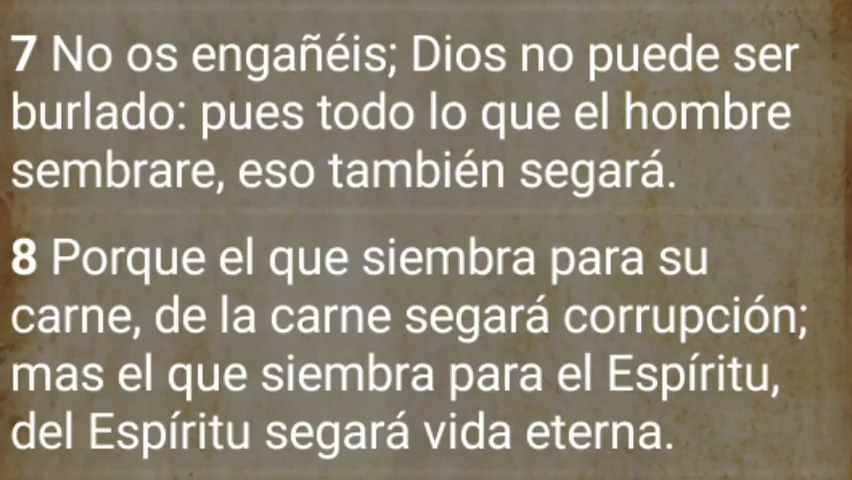 7 No os engañéis; Dios no puede ser
burlado: pues todo lo que el hombre
sembrare, eso también segará.
8 Porque el que siembra para su
carne, de la carne segará corrupción;
mas el que siembra para el Espíritu,
del Espíritu segará vida eterna.